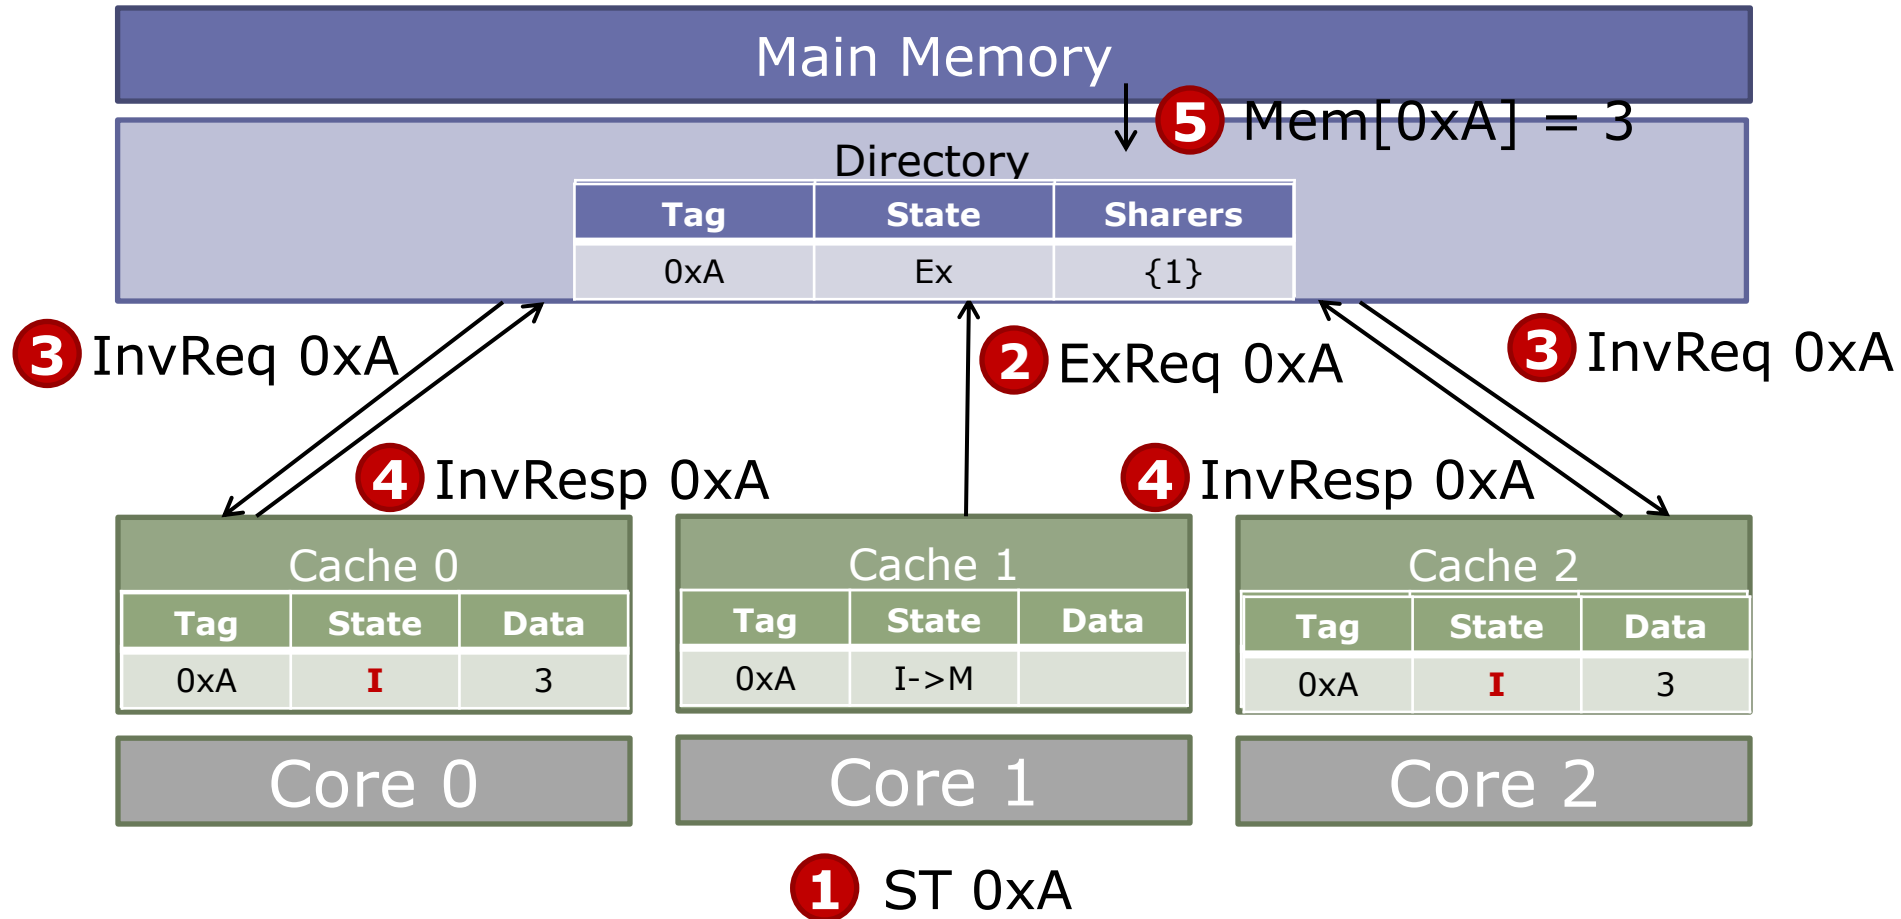 Main Memory
5 Mem[0xA] = 3
Directory
Tag State Sharers
0xA Ex {1}
3 InvReq 0xA
2 ExReq 0xA
3 InvReq 0xA
4 InvResp 0xA
4 InvResp 0xA
Cache 0
Tag State Data
0xA I 3
Cache 1
Tag State Data
0xA I->M
Cache 2
Tag State Data
0xA I 3
Core 0
Core 1
Core 2
1 ST 0xA